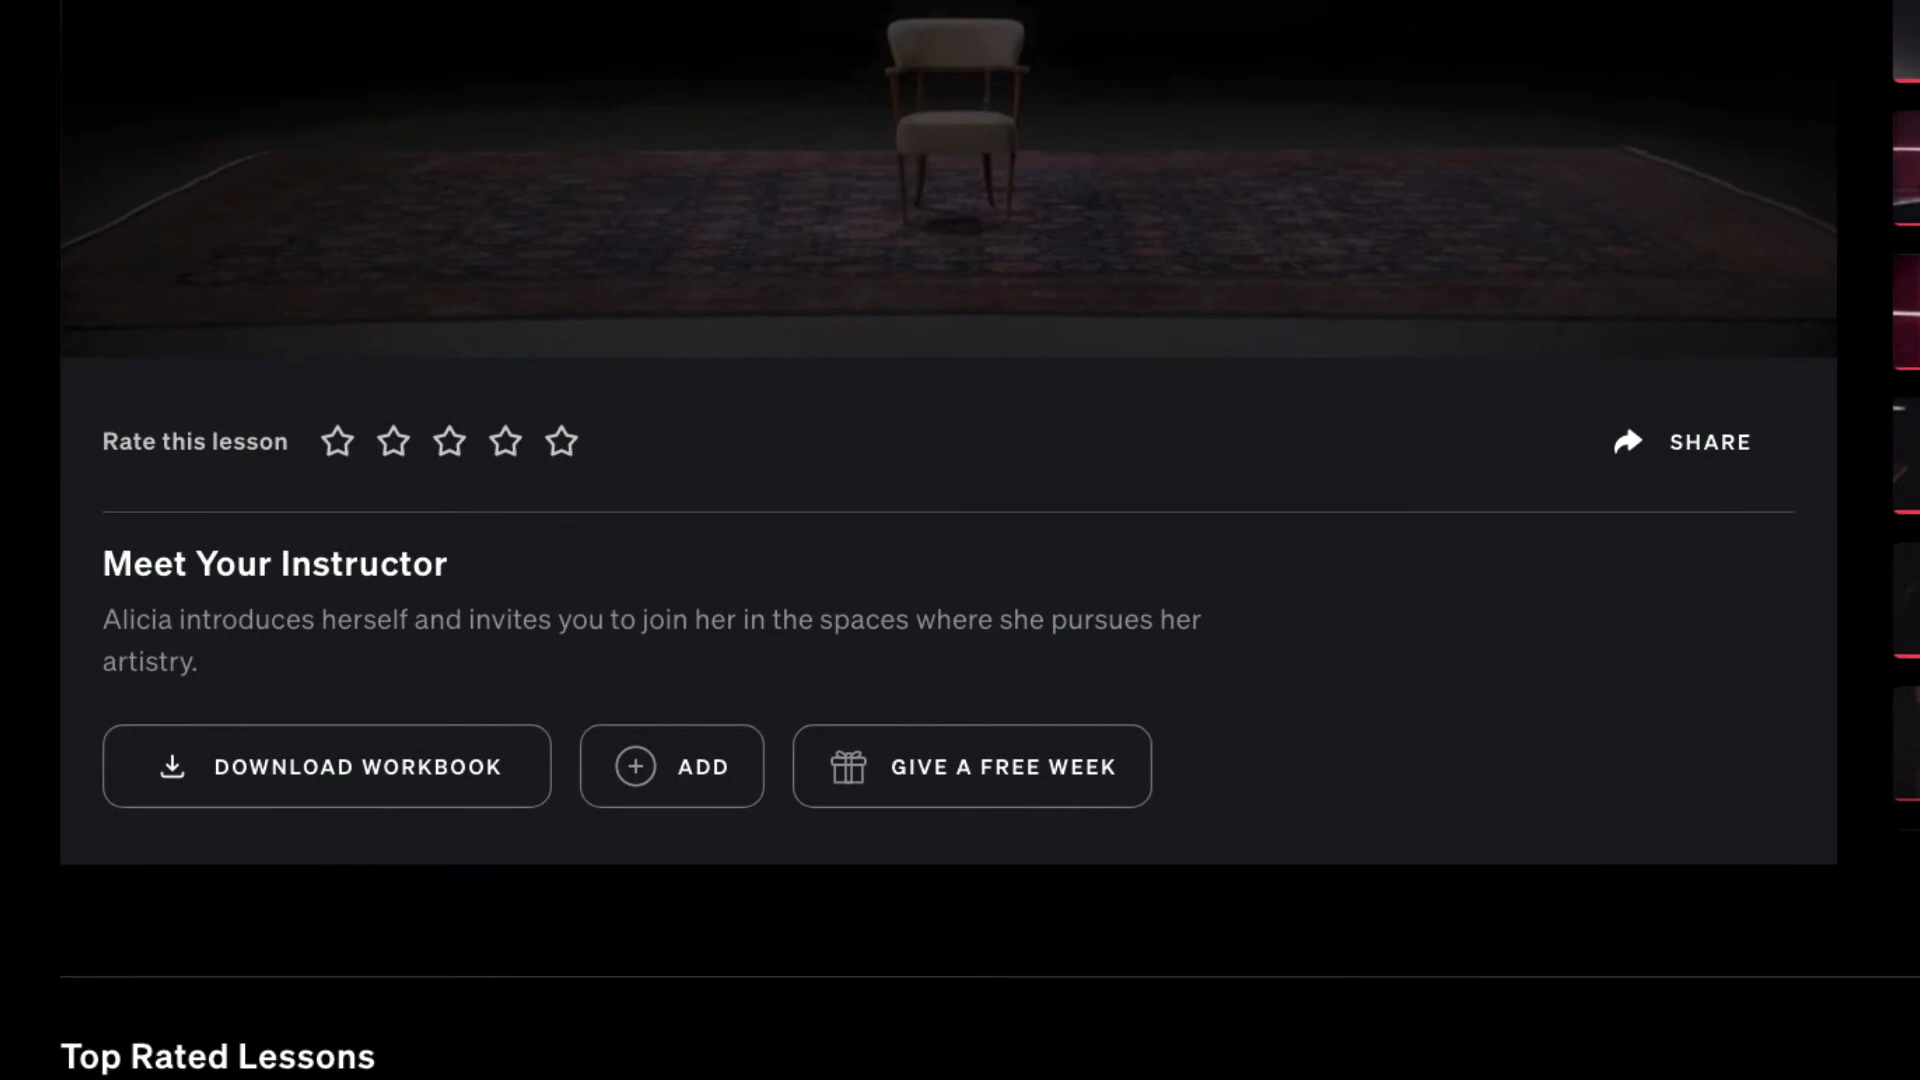 Rate this lesson
SHARE
Meet Your Instructor
Alicia introduces herself and invites you to join her in the spaces where she pursues her
artistry.
DOWNLOAD WORKBOOK
ADD
GIVE A FREE WEEK
Top Rated Lessons